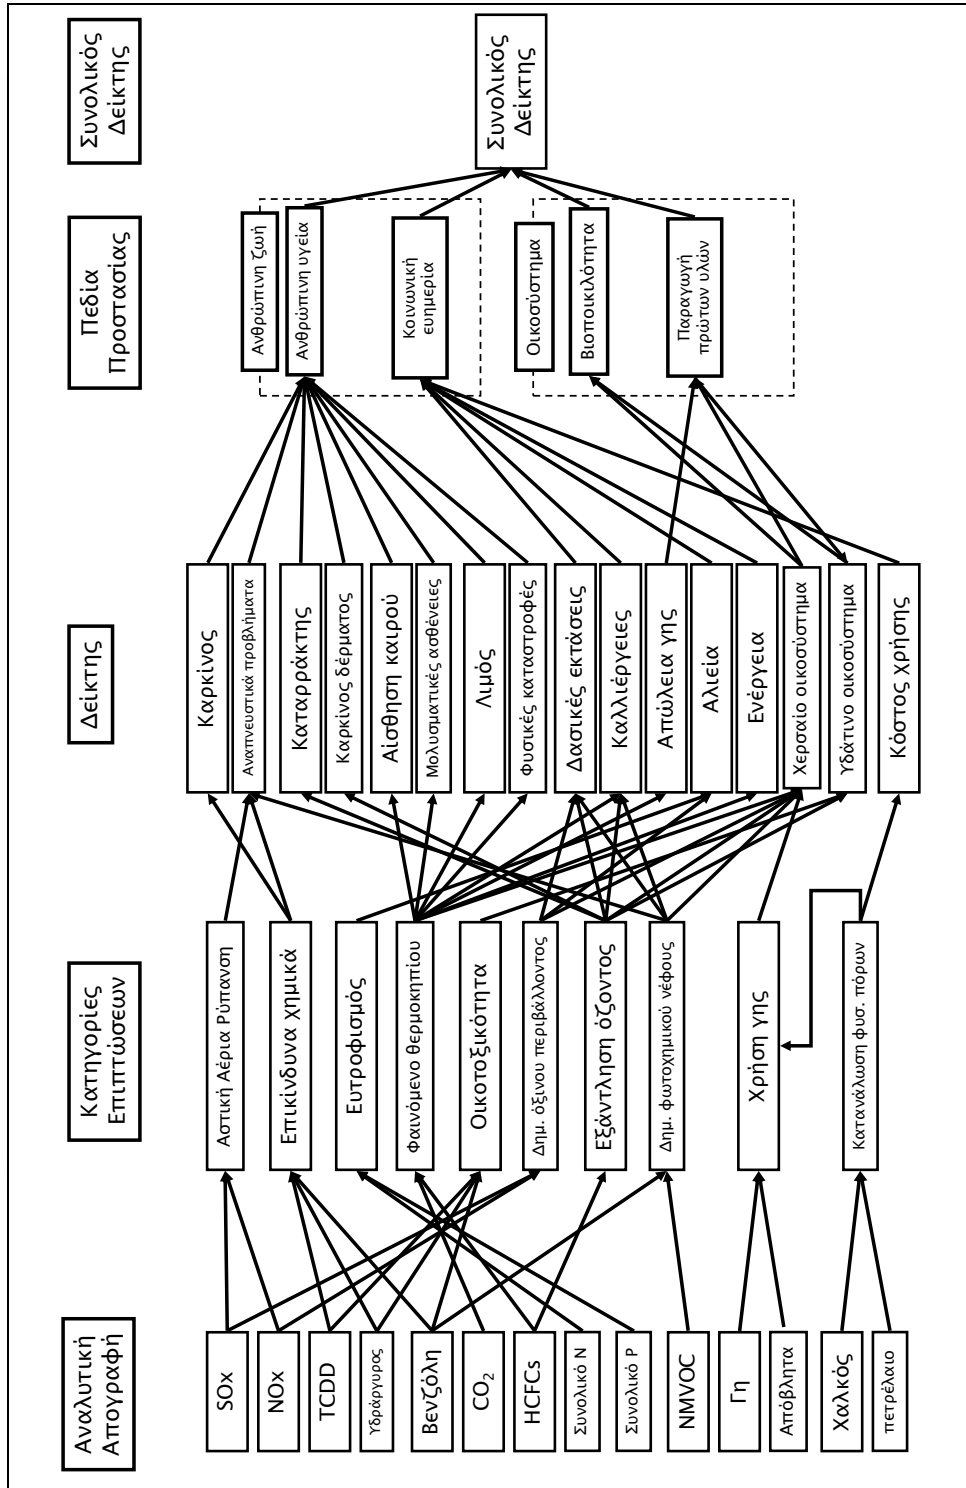 Αναλυτική
Απογραφή
Κατηγορίες
Επιπτώσεων
Δείκτης
Πεδία
Προστασίας
Συνολικός
Δείκτης
SOx
NOx
TCDD
Υδράργυρος
Βενζόλη
CO₂
HCFCs
Συνολικό N
Συνολικό P
NMVOC
Γη
Απόβλητα
Χαλκός
πετρέλαιο
Αστική Αέρια Ρύπανση
Επικίνδυνα χημικά
Ευτροφισμός
Φαινόμενο θερμοκηπίου
Οικοτοξικότητα
Δημ. όξινου περιβάλλοντος
Εξάντληση όζοντος
Δημ. φωτοχημικού νέφους
Χρήση γης
Κατανάλωση φυσ. πόρων
Καρκίνος
Αναπνευστικά προβλήματα
Καταρράκτης
Καρκίνος δέρματος
Αίσθηση καιρού
Μολυσματικές ασθένειες
Λιμός
Φυσικές καταστροφές
Δασικές εκτάσεις
Καλλιέργειες
Απώλεια γης
Αλιεία
Ενέργεια
Χερσαίο οικοσύστημα
Υδάτινο οικοσύστημα
Κόστος χρήσης
Ανθρώπινη ζωή
Ανθρώπινη υγεία
Κοινωνική
ευημερία
Οικοσύστημα
Βιοποικιλότητα
Παραγωγή
πρώτων υλών
Συνολικός
Δείκτης